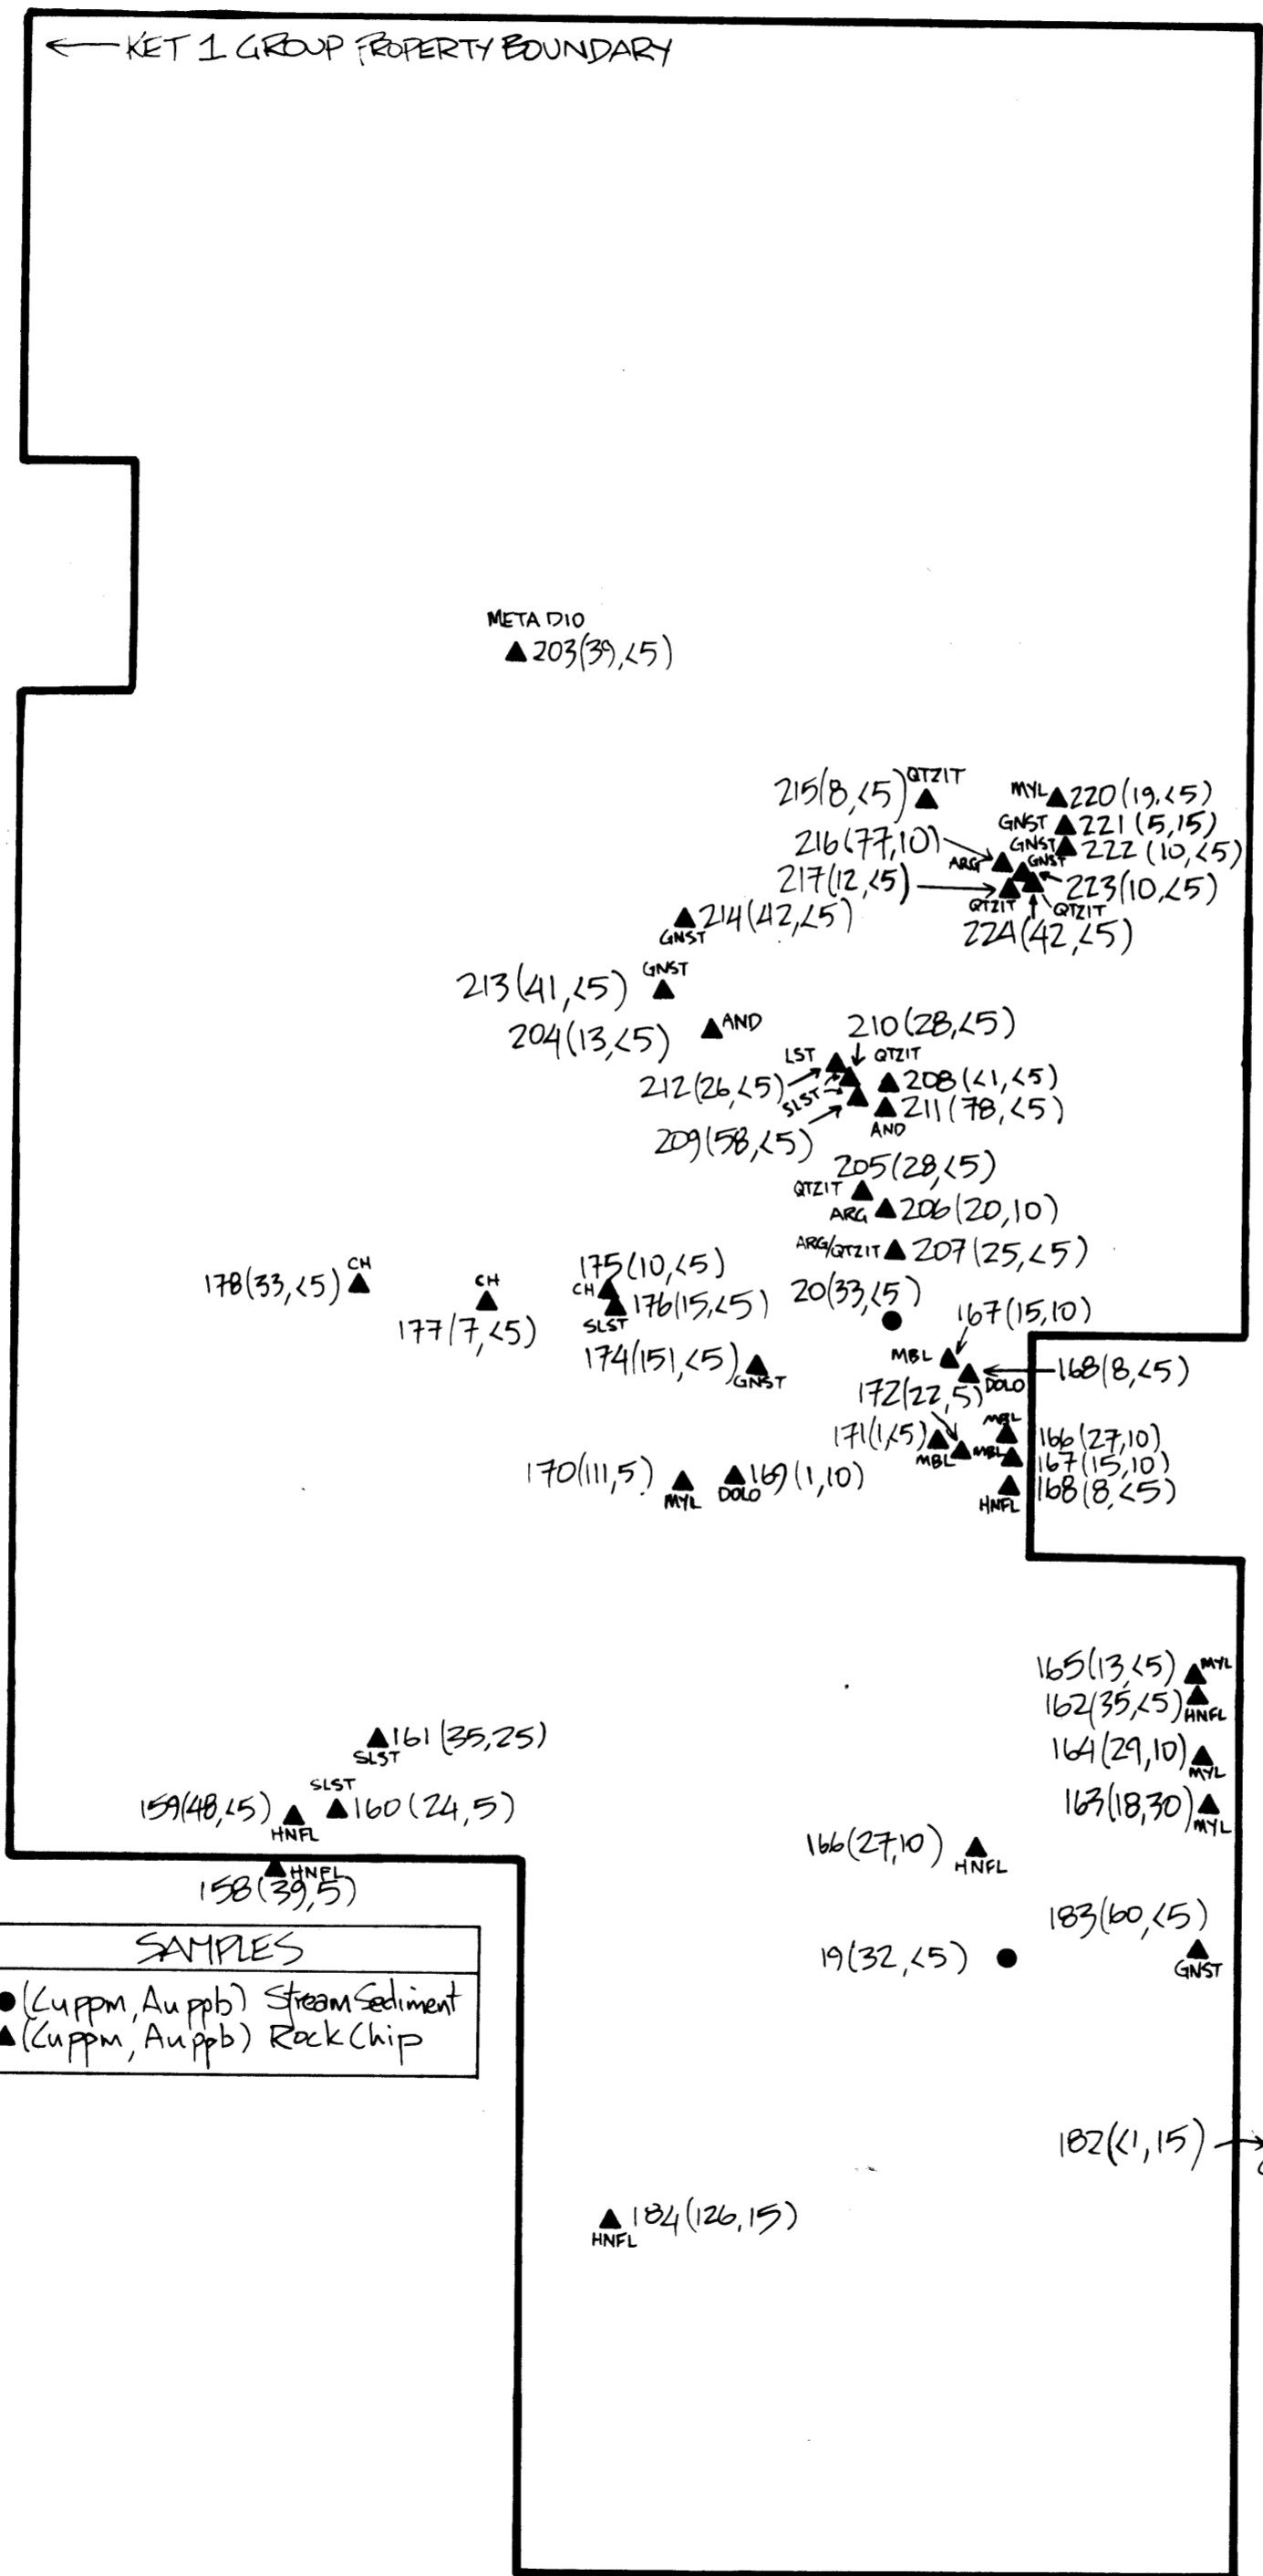 ← KET 1 GROUP PROPERTY BOUNDARY
META DIO
203(39,<5)
215(8,<5) QTZIT
MYL 220(19,<5)
GNST 221(5,15)
216(77,10)
GNST 222(10,<5)
ARG GNST
217(12,<5)
223(10,<5)
QTZIT QTZIT
224(42,<5)
214(42,<5)
GNST
GNST
213(41,<5)
204(13,<5) AND
210(28,<5)
LST QTZIT
212(26,<5)
208(<1,<5)
SLST
211(78,<5)
AND
209(58,<5)
205(28,<5)
QTZIT
ARG 206(20,10)
ARG/QTZIT 207(25,<5)
175(10,<5)
178(33,<5) CH
CH
CH 176(15,<5)
SLST
20(33,<5)
177(7,<5)
167(15,10)
174(151,<5) GNST
MBL
168(8,<5)
DOLO
172(22,5)
MBL
171(1,<5)
MBL MBL
166(27,10)
167(15,10)
170(111,5)
MYL
169(1,10)
DOLO
168(8,<5)
HNFL
165(13,<5) MYL
162(35,<5) HNFL
161(35,25)
SLST
164(29,10)
MYL
SLST
159(48,<5)
HNFL
160(24,5)
163(18,30)
MYL
166(27,10)
HNFL
HNFL
158(39,5)
183(60,<5)
GNST
19(32,<5)
SAMPLES
● (Cuppm, Auppb) Stream Sediment
▲ (Cuppm, Auppb) Rock Chip
182(<1,15) →
184(126,15)
HNFL